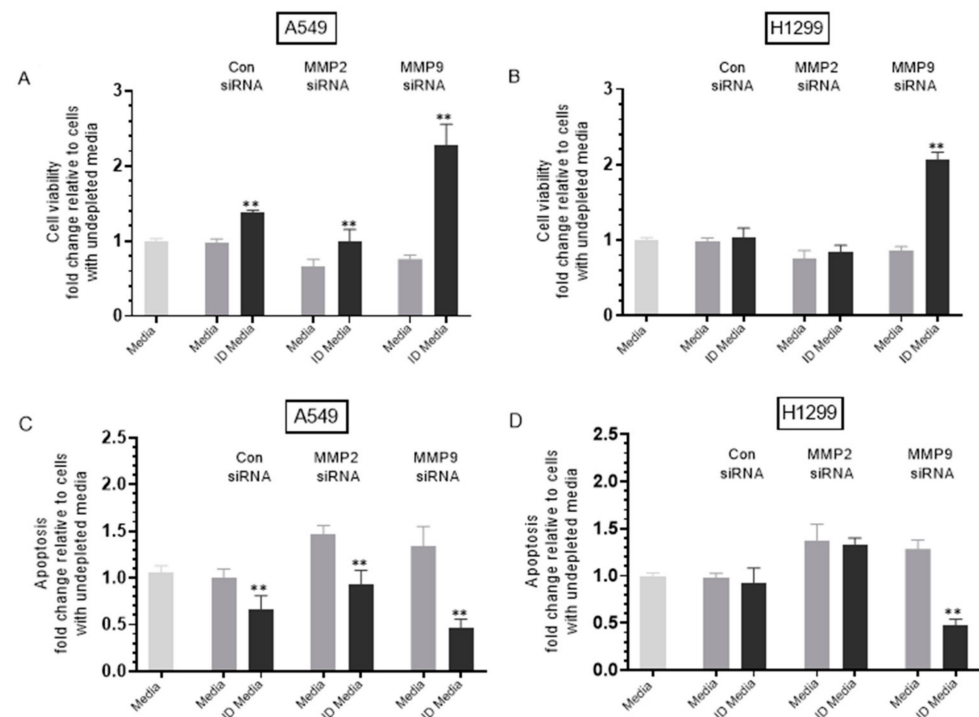 A549
A
Con
siRNA
MMP2
siRNA
MMP9
siRNA
Cell viability
fold change relative to cells
with undepleted media
3
2
1
0
**
**
**
Media
Media
ID Media
Media
ID Media
Media
ID Media
H1299
B
Con
siRNA
MMP2
siRNA
MMP9
siRNA
Cell viability
fold change relative to cells
with undepleted media
3
2
1
0
**
Media
Media
ID Media
Media
ID Media
Media
ID Media
A549
C
Con
siRNA
MMP2
siRNA
MMP9
siRNA
Apoptosis
fold change relative to cells
with undepleted media
2.5
2.0
1.5
1.0
0.5
0.0
**
**
**
Media
Media
ID Media
Media
ID Media
Media
ID Media
H1299
D
Con
siRNA
MMP2
siRNA
MMP9
siRNA
Apoptosis
fold change relative to cells
with undepleted media
2.5
2.0
1.5
1.0
0.5
0.0
**
Media
Media
ID Media
Media
ID Media
Media
ID Media